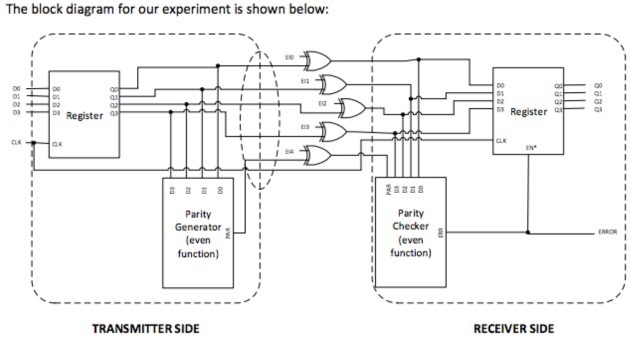 The block diagram for our experiment is shown below:
EI0
EI1
EI2
EI3
EI4
D0
D1
D2
D3
CLK
D0
D1
D2
D3
CLK
Register
Q0
Q1
Q2
Q3
D3
D2
D1
D0
Parity
Generator
(even
function)
PAR
D0
D1
D2
D3
CLK
Register
Q0
Q1
Q2
Q3
EN*
Q0
Q1
Q2
Q3
PAR
D3
D2
D1
D0
Parity
Checker
(even
function)
ERR
ERROR
TRANSMITTER SIDE
RECEIVER SIDE